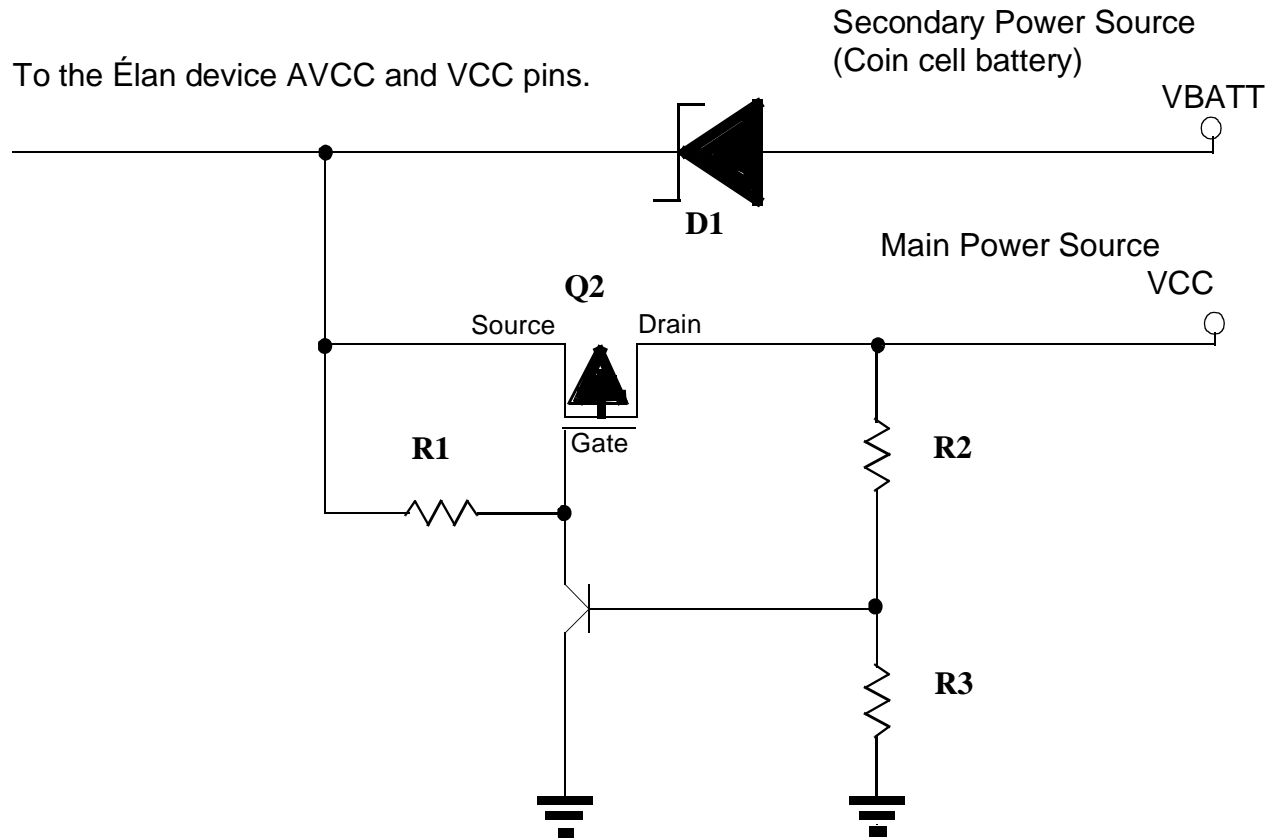 Secondary Power Source
(Coin cell battery)
To the Élan device AVCC and VCC pins.
VBATT
D1
Main Power Source
VCC
Q2
Source
Drain
Gate
R1
R2
R3